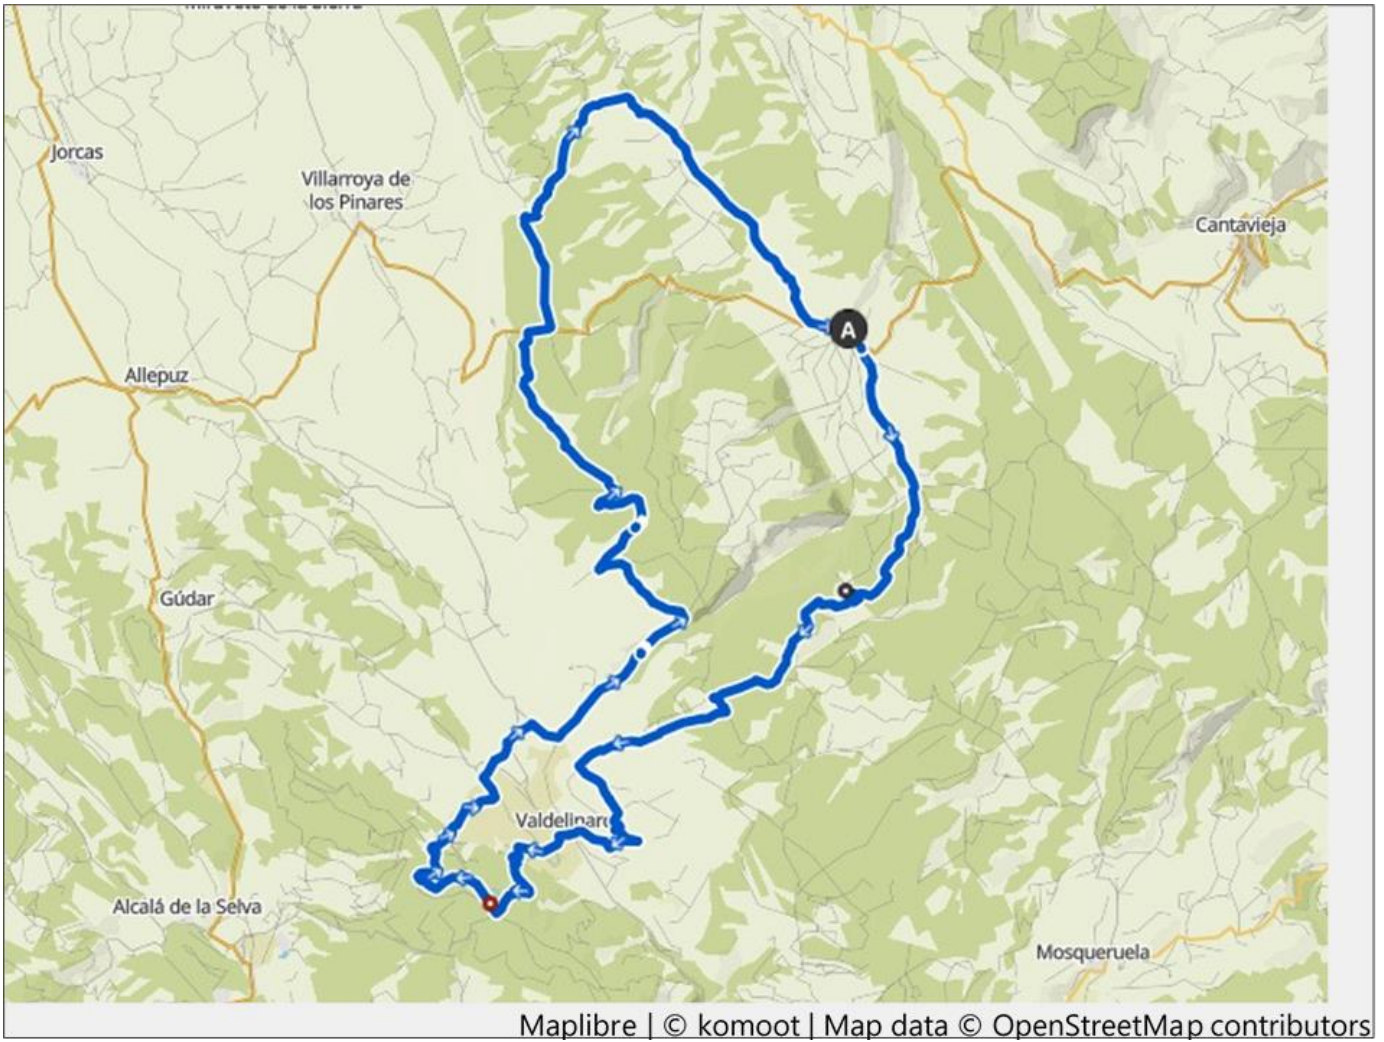 Jorcas
Villarroya de
los Pinares
Cantavieja
A
Allepuz
Gúdar
Alcalá de la Selva
Mosqueruela
Maplibre | © komoot | Map data © OpenStreetMap contributors